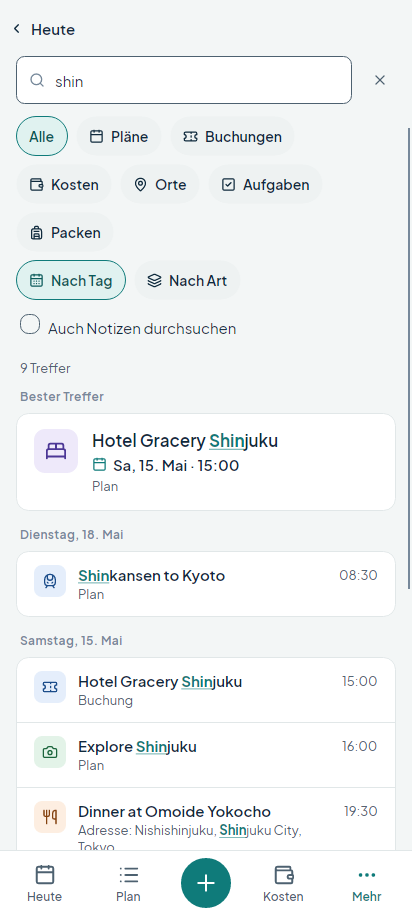 Heute
shin
Alle
Pläne
Buchungen
Kosten
Orte
Aufgaben
Packen
Nach Tag
Nach Art
Auch Notizen durchsuchen
9 Treffer
Bester Treffer
Hotel Gracery Shinjuku
Sa, 15. Mai · 15:00
Plan
Dienstag, 18. Mai
Shinkansen to Kyoto 08:30
Plan
Samstag, 15. Mai
Hotel Gracery Shinjuku 15:00
Buchung
Explore Shinjuku 16:00
Plan
Dinner at Omoide Yokocho 19:30
Adresse: Nishishinjuku, Shinjuku City,
Tokyo
Heute
Plan
Kosten
Mehr